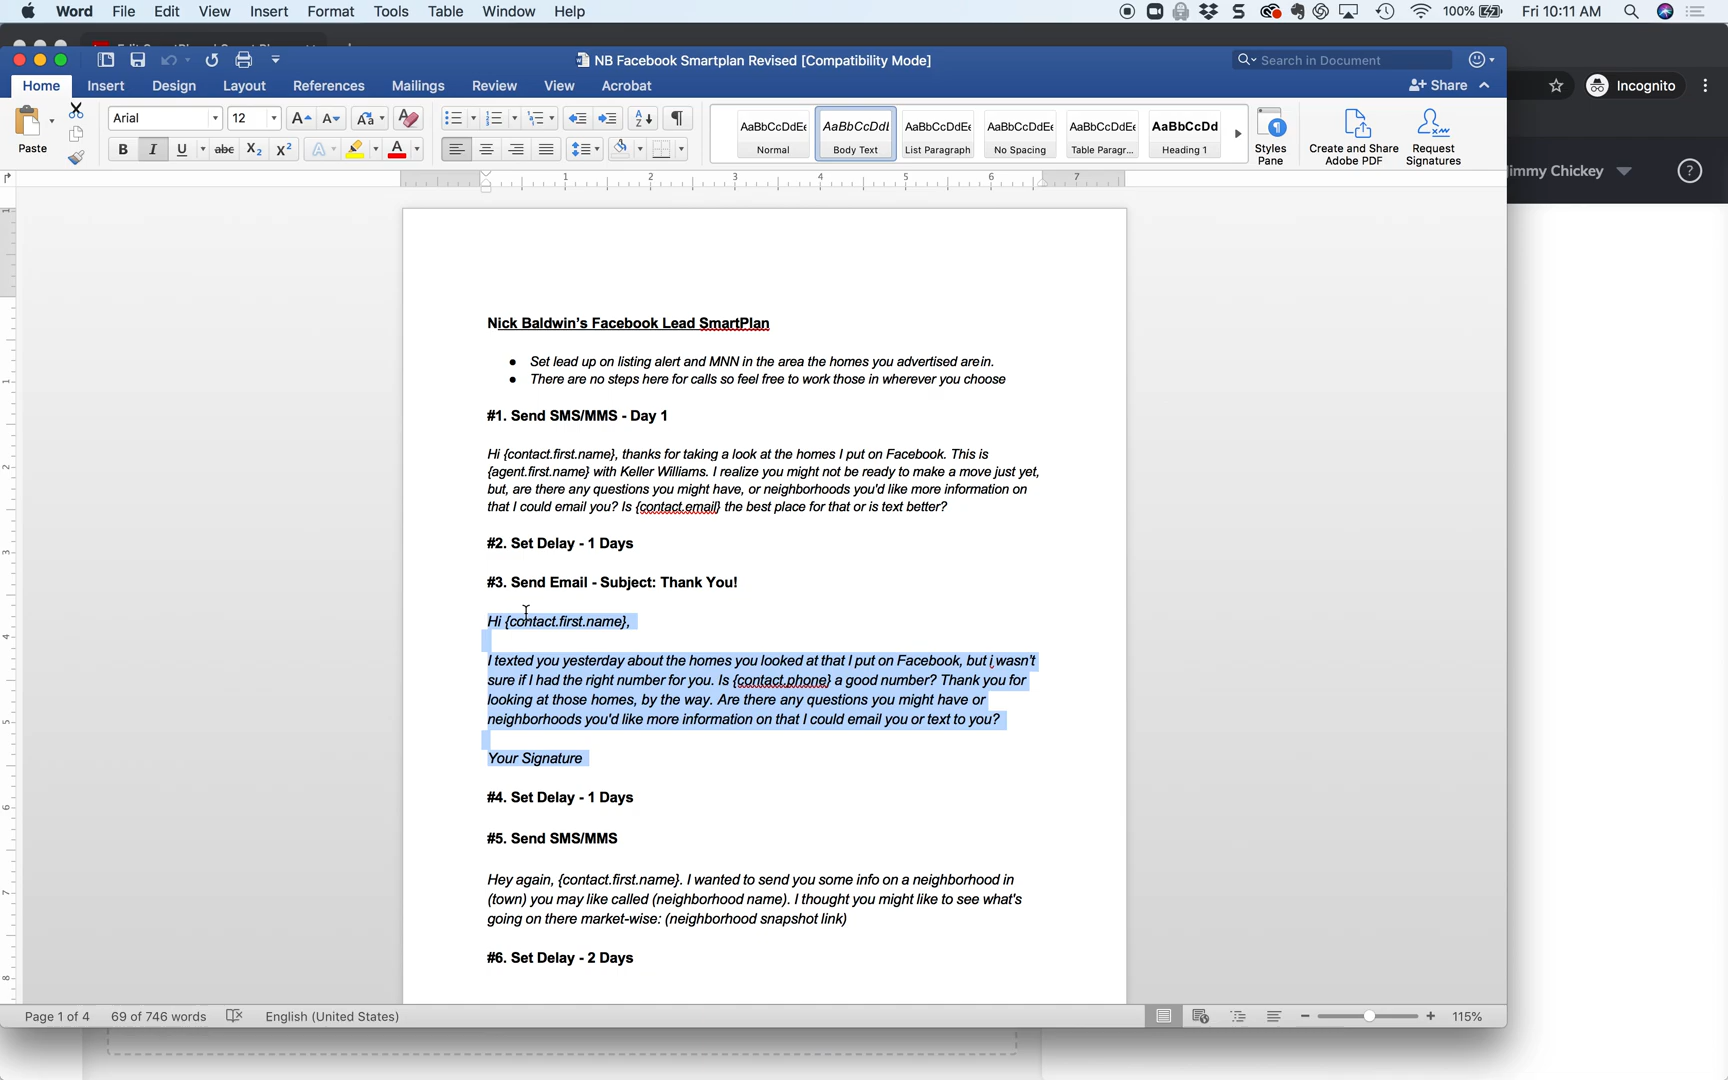 Word File Edit View Insert Format Tools Table Window Help
100% Fri 10:11 AM
NB Facebook Smartplan Revised [Compatibility Mode]
Search in Document
Home Insert Design Layout References Mailings Review View Acrobat
Share
Incognito
Paste
Arial 12
AaBbCcDdEe AaBbCcDdE AaBbCcDdEe AaBbCcDdEe AaBbCcDdEe AaBbCcDd
Normal Body Text List Paragraph No Spacing Table Paragr... Heading 1
Styles Pane
Create and Share Adobe PDF
Request Signatures
immy Chickey
1 2 3 4 5 6 7
Nick Baldwin's Facebook Lead SmartPlan
• Set lead up on listing alert and MNN in the area the homes you advertised arein.
• There are no steps here for calls so feel free to work those in wherever you choose
#1. Send SMS/MMS - Day 1
Hi {contact.first.name}, thanks for taking a look at the homes I put on Facebook. This is
{agent.first.name} with Keller Williams. I realize you might not be ready to make a move just yet,
but, are there any questions you might have, or neighborhoods you'd like more information on
that I could email you? Is {contact.email} the best place for that or is text better?
#2. Set Delay - 1 Days
#3. Send Email - Subject: Thank You!
Hi {contact.first.name},
I texted you yesterday about the homes you looked at that I put on Facebook, but i wasn't
sure if I had the right number for you. Is {contact.phone} a good number? Thank you for
looking at those homes, by the way. Are there any questions you might have or
neighborhoods you'd like more information on that I could email you or text to you?
Your Signature
#4. Set Delay - 1 Days
#5. Send SMS/MMS
Hey again, {contact.first.name}. I wanted to send you some info on a neighborhood in
(town) you may like called (neighborhood name). I thought you might like to see what's
going on there market-wise: (neighborhood snapshot link)
#6. Set Delay - 2 Days
Page 1 of 4 69 of 746 words English (United States)
115%